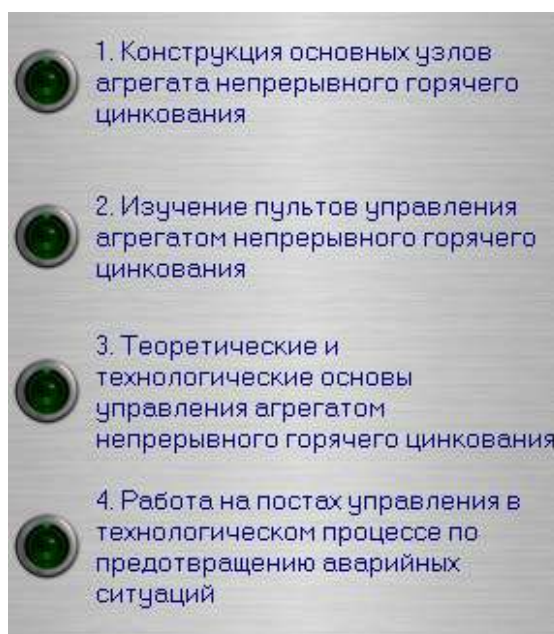 1. Конструкция основных узлов
агрегата непрерывного горячего
цинкования
2. Изучение пультов управления
агрегатом непрерывного горячего
цинкования
3. Теоретические и
технологические основы
управления агрегатом
непрерывного горячего цинкования
4. Работа на постах управления в
технологическом процессе по
предотвращению аварийных
ситуаций